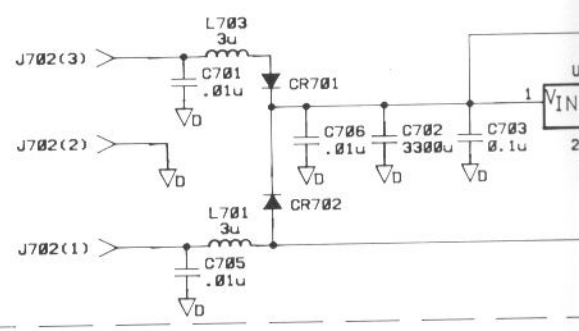 L703
3u
J702(3)
C701
.01u
D
CR701
1
VIN
U
C706
.01u
C702
3300u
C703
0.1u
2
D
D
D
J702(2)
D
CR702
L701
3u
J702(1)
C705
.01u
D